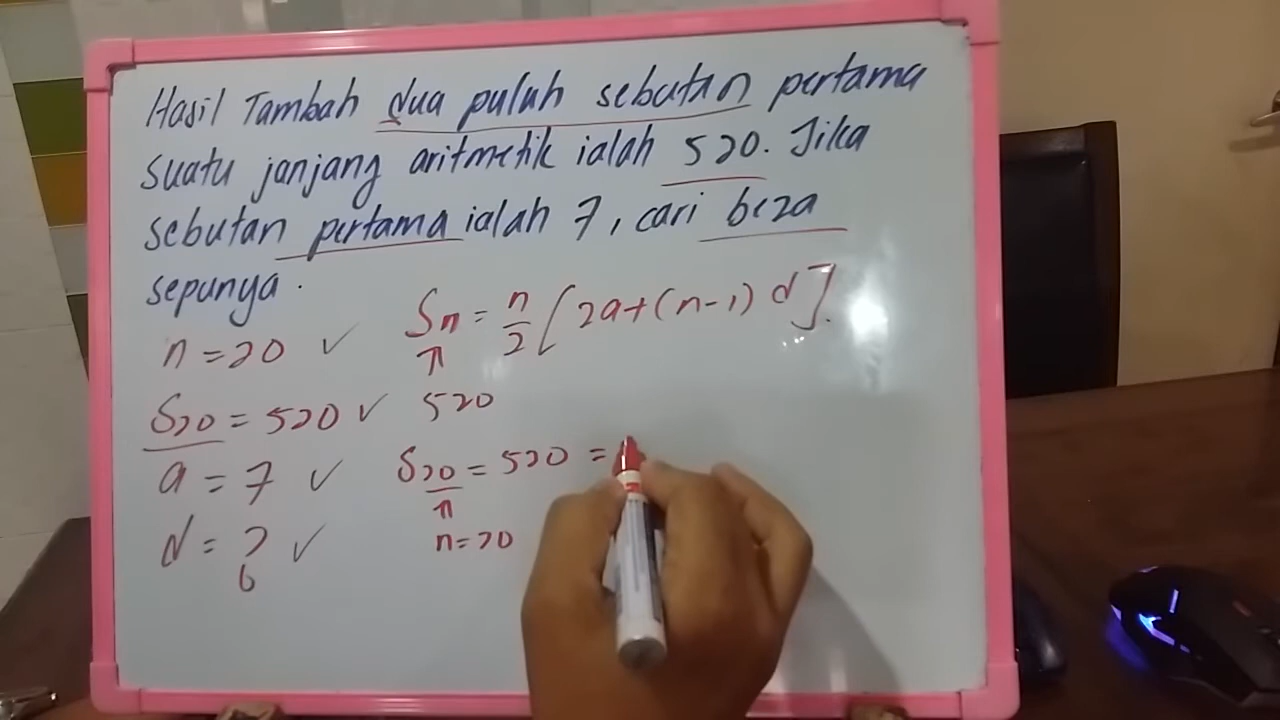 Hasil Tambah dua puluh sebutan pertama
suatu janjang aritmetik ialah 520. Jika
sebutan pertama ialah 7, cari beza
sepunya.
Sn = n/2 [2a+(n-1) d].
n
n = 20 ✓
S20 = 520 ✓
520
a = 7 ✓
S20 = 520 =
n
d = ? ✓
n=20